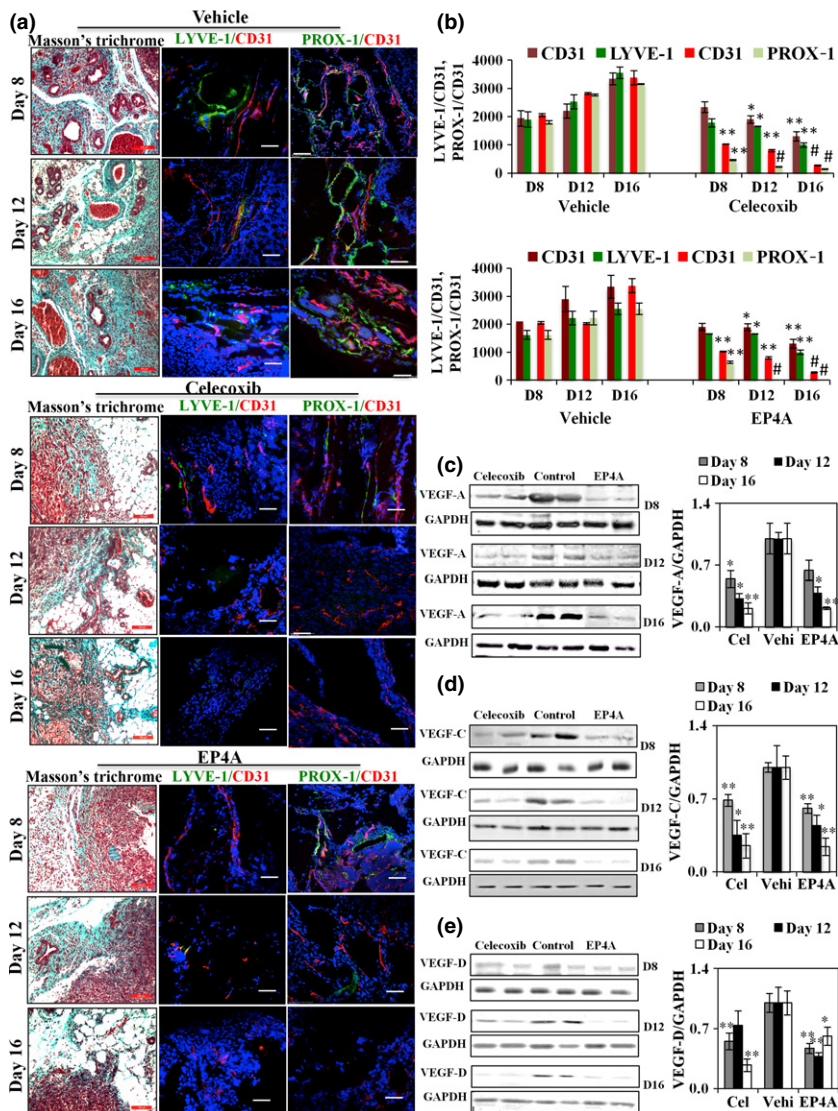 (a)
Vehicle
Masson's trichrome LYVE-1/CD31 PROX-1/CD31
Day 8
Day 12
Day 16
Celecoxib
Masson's trichrome LYVE-1/CD31 PROX-1/CD31
Day 8
Day 12
Day 16
EP4A
Masson's trichrome LYVE-1/CD31 PROX-1/CD31
Day 8
Day 12
Day 16
(b)
CD31 LYVE-1 CD31 PROX-1
LYVE-1/CD31,
PROX-1/CD31
4000
3000
2000
1000
0
* * ** ** ** # ** ** # #
D8 D12 D16 D8 D12 D16
Vehicle Celecoxib
CD31 LYVE-1 CD31 PROX-1
LYVE-1/CD31,
PROX-1/CD31
4000
3000
2000
1000
0
** ** * * ** # ** ** # #
D8 D12 D16 D8 D12 D16
Vehicle EP4A
(c)
Celecoxib Control EP4A
VEGF-A
D8
GAPDH
VEGF-A
D12
GAPDH
VEGF-A
D16
GAPDH
Day 8 Day 12
Day 16
VEGF-A/GAPDH
1.4
0.7
0.0
* * ** * **
Cel Vehi EP4A
(d)
Celecoxib Control EP4A
VEGF-C
D8
GAPDH
VEGF-C
D12
GAPDH
VEGF-C
D16
GAPDH
Day 8 Day 12
Day 16
VEGF-C/GAPDH
1.4
0.7
0.0
** * ** ** * **
Cel Vehi EP4A
(e)
Celecoxib Control EP4A
VEGF-D
D8
GAPDH
VEGF-D
D12
GAPDH
VEGF-D
D16
GAPDH
Day 8 Day 12
Day 16
VEGF-D/GAPDH
1.4
0.7
0.0
** ** ** ** *
Cel Vehi EP4A